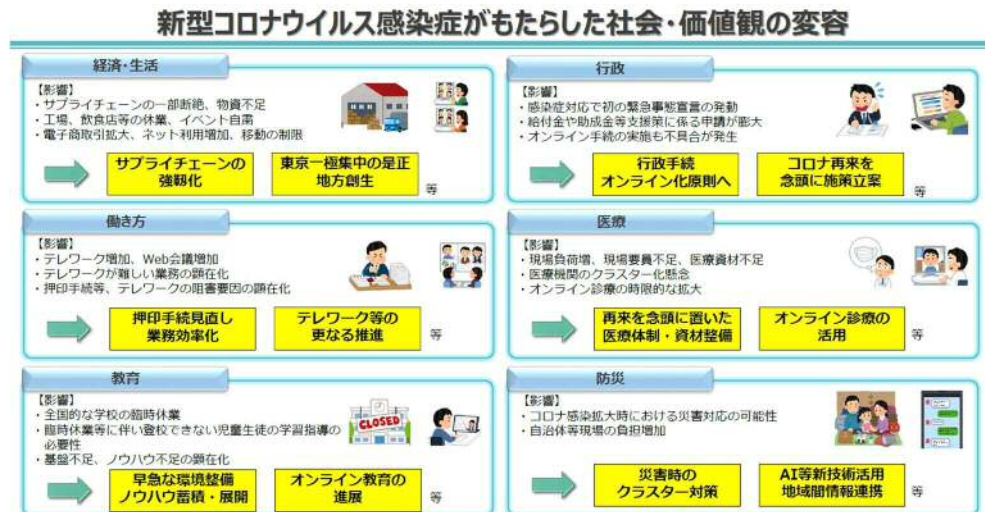 新型コロナウイルス感染症がもたらした社会・価値観の変容
経済・生活
【影響】
・サプライチェーンの一部断絶、物資不足
・工場、飲食店等の休業、イベント自粛
・電子商取引拡大、ネット利用増加、移動の制限
サプライチェーンの
強靱化
東京一極集中の是正
地方創生
等
行政
【影響】
・感染症対応で初の緊急事態宣言の発動
・給付金や助成金等支援策に係る申請が膨大
・オンライン手続の実施も不具合が発生
行政手続
オンライン化原則へ
コロナ再来を
念頭に施策立案
等
働き方
【影響】
・テレワーク増加、Web会議増加
・テレワークが難しい業務の顕在化
・押印手続等、テレワークの阻害要因の顕在化
押印手続見直し
業務効率化
テレワーク等の
更なる推進
等
医療
【影響】
・現場負荷増、現場要員不足、医療資材不足
・医療機関のクラスター化懸念
・オンライン診療の時限的な拡大
再来を念頭に置いた
医療体制・資材整備
オンライン診療の
活用
等
教育
【影響】
・全国的な学校の臨時休業
・臨時休業等に伴い登校できない児童生徒の学習指導の
必要性
・基盤不足、ノウハウ不足の顕在化
CLOSED
早急な環境整備
ノウハウ蓄積・展開
オンライン教育の
進展
等
防災
【影響】
・コロナ感染拡大時における災害対応の可能性
・自治体等現場の負担増加
災害時の
クラスター対策
AI等新技術活用
地域間情報連携
等